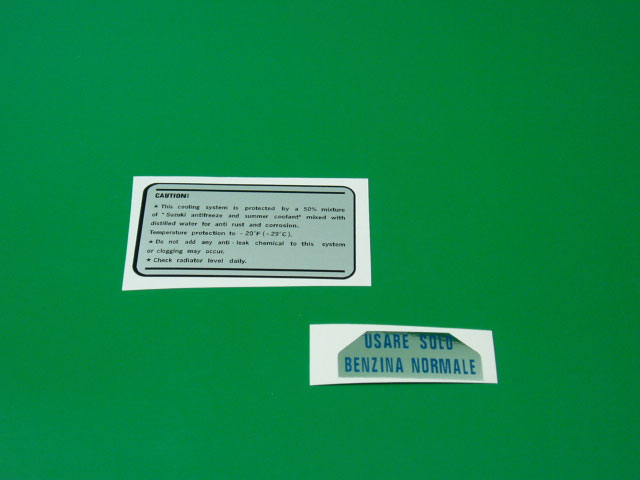 CAUTION!
★ This cooling system is protected by a 50% mixture
of "Suzuki antifreeze and summer coolant" mixed with
distilled water for anti rust and corrosion.
Temperature protection to -20°F (-29°C).
★ Do not add any anti-leak chemical to this system
or clogging may occur.
★ Check radiator level daily.
USARE SOLO
BENZINA NORMALE